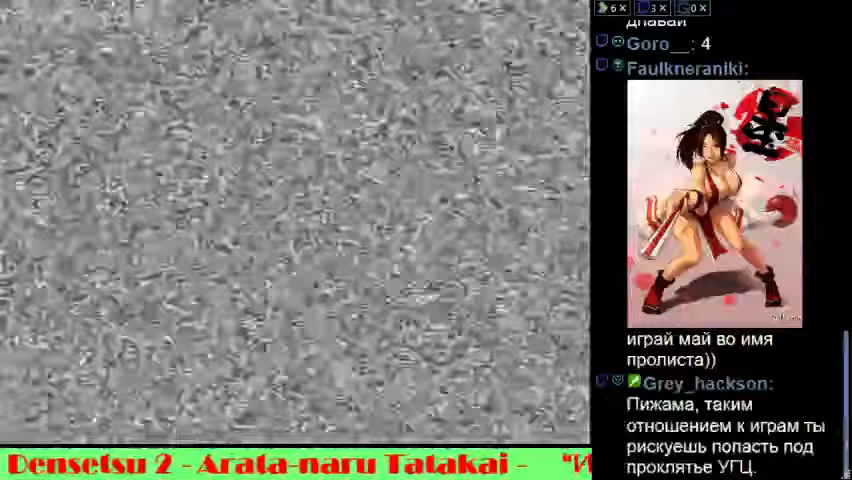 6 × 3 × 0 ×
Goro__: 4
Faulkneraniki:
играй май во имя
пролиста))
Grey_hackson:
Пижама, таким
отношением к играм ты
рискуешь попасть под
проклятье УГЦ.
Densetsu 2 - Arata-naru Tatakai - "И